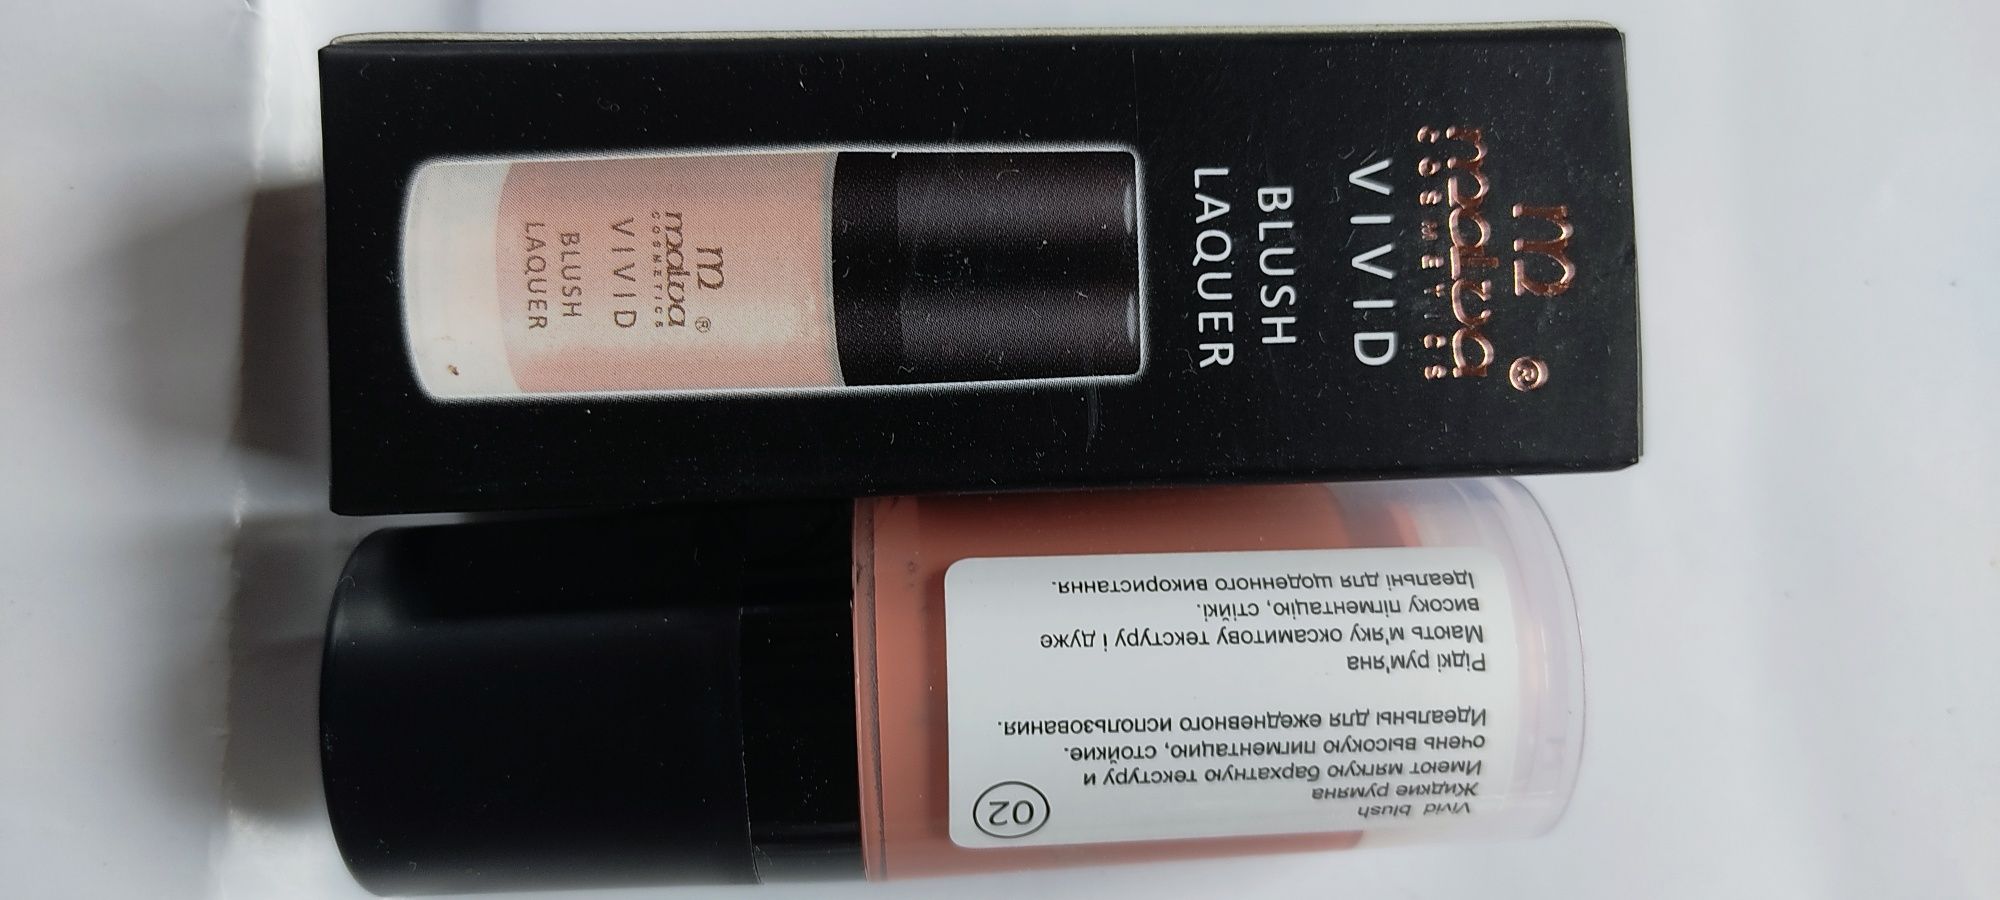 m®
malva
COSMETICS
VIVID
BLUSH
LAQUER
m®
malva
COSMETICS
VIVID
BLUSH
LAQUER
Vivid blush
Жидкие румяна
Имеют мягкую бархатную текстуру и
очень высокую пигментацию, стойкие.
Идеальны для ежедневного использования.
02
Рідкі рум'яна
Мають м'яку оксамитову текстуру і дуже
високу пігментацію, стійкі.
Ідеальні для щоденного використання.